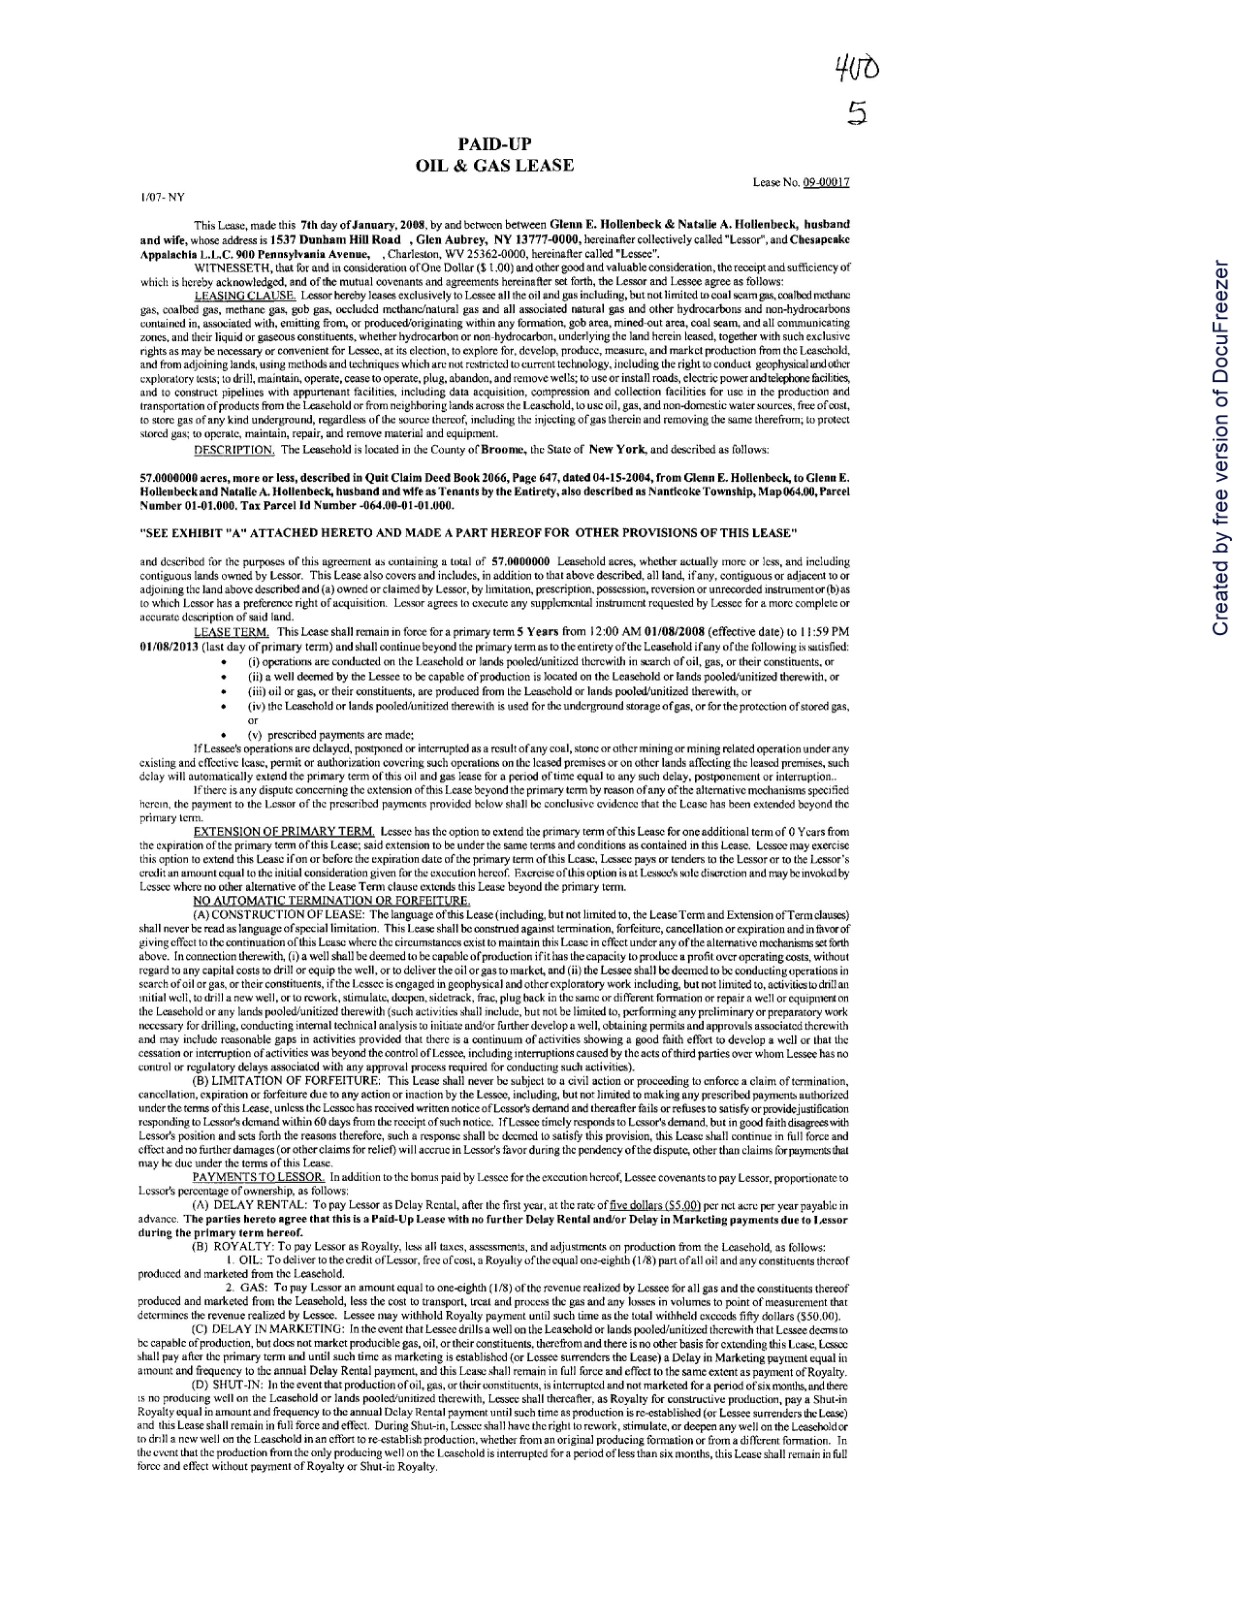 400
5
PAID-UP
OIL & GAS LEASE
Lease No. 09-00017
1/07- NY
This Lease, made this 7th day of January, 2008, by and between between Glenn E. Hollenbeck & Natalie A. Hollenbeck, husband
and wife, whose address is 1537 Dunham Hill Road , Glen Aubrey, NY 13777-0000, hereinafter collectively called "Lessor", and Chesapeake
Appalachia L.L.C. 900 Pennsylvania Avenue, , Charleston, WV 25362-0000, hereinafter called "Lessee".
WITNESSETH, that for and in consideration of One Dollar ($ 1.00) and other good and valuable consideration, the receipt and sufficiency of
which is hereby acknowledged, and of the mutual covenants and agreements hereinafter set forth, the Lessor and Lessee agree as follows:
LEASING CLAUSE. Lessor hereby leases exclusively to Lessee all the oil and gas including, but not limited to coal seam gas, coalbed methane
gas, coalbed gas, methane gas, gob gas, occluded methane/natural gas and all associated natural gas and other hydrocarbons and non-hydrocarbons
contained in, associated with, emitting from, or produced/originating within any formation, gob area, mined-out area, coal seam, and all communicating
zones, and their liquid or gaseous constituents, whether hydrocarbon or non-hydrocarbon, underlying the land herein leased, together with such exclusive
rights as may be necessary or convenient for Lessee, at its election, to explore for, develop, produce, measure, and market production from the Leasehold,
and from adjoining lands, using methods and techniques which are not restricted to current technology, including the right to conduct geophysical and other
exploratory tests; to drill, maintain, operate, cease to operate, plug, abandon, and remove wells; to use or install roads, electric power and telephone facilities,
and to construct pipelines with appurtenant facilities, including data acquisition, compression and collection facilities for use in the production and
transportation of products from the Leasehold or from neighboring lands across the Leasehold, to use oil, gas, and non-domestic water sources, free of cost,
to store gas of any kind underground, regardless of the source thereof, including the injecting of gas therein and removing the same therefrom; to protect
stored gas; to operate, maintain, repair, and remove material and equipment.
DESCRIPTION. The Leasehold is located in the County of Broome, the State of New York, and described as follows:
57.0000000 acres, more or less, described in Quit Claim Deed Book 2066, Page 647, dated 04-15-2004, from Glenn E. Hollenbeck, to Glenn E.
Hollenbeck and Natalie A. Hollenbeck, husband and wife as Tenants by the Entirety, also described as Nanticoke Township, Map 064.00, Parcel
Number 01-01.000. Tax Parcel Id Number -064.00-01-01.000.
"SEE EXHIBIT "A" ATTACHED HERETO AND MADE A PART HEREOF FOR OTHER PROVISIONS OF THIS LEASE"
and described for the purposes of this agreement as containing a total of 57.0000000 Leasehold acres, whether actually more or less, and including
contiguous lands owned by Lessor. This Lease also covers and includes, in addition to that above described, all land, if any, contiguous or adjacent to or
adjoining the land above described and (a) owned or claimed by Lessor, by limitation, prescription, possession, reversion or unrecorded instrument or (b) as
to which Lessor has a preference right of acquisition. Lessor agrees to execute any supplemental instrument requested by Lessee for a more complete or
accurate description of said land.
LEASE TERM. This Lease shall remain in force for a primary term 5 Years from 12:00 AM 01/08/2008 (effective date) to 11:59 PM
01/08/2013 (last day of primary term) and shall continue beyond the primary term as to the entirety of the Leasehold if any of the following is satisfied:
• (i) operations are conducted on the Leasehold or lands pooled/unitized therewith in search of oil, gas, or their constituents, or
• (ii) a well deemed by the Lessee to be capable of production is located on the Leasehold or lands pooled/unitized therewith, or
• (iii) oil or gas, or their constituents, are produced from the Leasehold or lands pooled/unitized therewith, or
• (iv) the Leasehold or lands pooled/unitized therewith is used for the underground storage of gas, or for the protection of stored gas,
or
• (v) prescribed payments are made;
If Lessee's operations are delayed, postponed or interrupted as a result of any coal, stone or other mining or mining related operation under any
existing and effective lease, permit or authorization covering such operations on the leased premises or on other lands affecting the leased premises, such
delay will automatically extend the primary term of this oil and gas lease for a period of time equal to any such delay, postponement or interruption..
If there is any dispute concerning the extension of this Lease beyond the primary term by reason of any of the alternative mechanisms specified
herein, the payment to the Lessor of the prescribed payments provided below shall be conclusive evidence that the Lease has been extended beyond the
primary term.
EXTENSION OF PRIMARY TERM. Lessee has the option to extend the primary term of this Lease for one additional term of 0 Years from
the expiration of the primary term of this Lease; said extension to be under the same terms and conditions as contained in this Lease. Lessee may exercise
this option to extend this Lease if on or before the expiration date of the primary term of this Lease, Lessee pays or tenders to the Lessor or to the Lessor's
credit an amount equal to the initial consideration given for the execution hereof. Exercise of this option is at Lessee's sole discretion and may be invoked by
Lessee where no other alternative of the Lease Term clause extends this Lease beyond the primary term.
NO AUTOMATIC TERMINATION OR FORFEITURE.
(A) CONSTRUCTION OF LEASE: The language of this Lease (including, but not limited to, the Lease Term and Extension of Term clauses)
shall never be read as language of special limitation. This Lease shall be construed against termination, forfeiture, cancellation or expiration and in favor of
giving effect to the continuation of this Lease where the circumstances exist to maintain this Lease in effect under any of the alternative mechanisms set forth
above. In connection therewith, (i) a well shall be deemed to be capable of production if it has the capacity to produce a profit over operating costs, without
regard to any capital costs to drill or equip the well, or to deliver the oil or gas to market, and (ii) the Lessee shall be deemed to be conducting operations in
search of oil or gas, or their constituents, if the Lessee is engaged in geophysical and other exploratory work including, but not limited to, activities to drill an
initial well, to drill a new well, or to rework, stimulate, deepen, sidetrack, frac, plug back in the same or different formation or repair a well or equipment on
the Leasehold or any lands pooled/unitized therewith (such activities shall include, but not be limited to, performing any preliminary or preparatory work
necessary for drilling, conducting internal technical analysis to initiate and/or further develop a well, obtaining permits and approvals associated therewith
and may include reasonable gaps in activities provided that there is a continuum of activities showing a good faith effort to develop a well or that the
cessation or interruption of activities was beyond the control of Lessee, including interruptions caused by the acts of third parties over whom Lessee has no
control or regulatory delays associated with any approval process required for conducting such activities).
(B) LIMITATION OF FORFEITURE: This Lease shall never be subject to a civil action or proceeding to enforce a claim of termination,
cancellation, expiration or forfeiture due to any action or inaction by the Lessee, including, but not limited to making any prescribed payments authorized
under the terms of this Lease, unless the Lessee has received written notice of Lessor's demand and thereafter fails or refuses to satisfy or provide justification
responding to Lessor's demand within 60 days from the receipt of such notice. If Lessee timely responds to Lessor's demand, but in good faith disagrees with
Lessor's position and sets forth the reasons therefore, such a response shall be deemed to satisfy this provision, this Lease shall continue in full force and
effect and no further damages (or other claims for relief) will accrue in Lessor's favor during the pendency of the dispute, other than claims for payments that
may be due under the terms of this Lease.
PAYMENTS TO LESSOR. In addition to the bonus paid by Lessee for the execution hereof, Lessee covenants to pay Lessor, proportionate to
Lessor's percentage of ownership, as follows:
(A) DELAY RENTAL: To pay Lessor as Delay Rental, after the first year, at the rate of five dollars ($5.00) per net acre per year payable in
advance. The parties hereto agree that this is a Paid-Up Lease with no further Delay Rental and/or Delay in Marketing payments due to Lessor
during the primary term hereof.
(B) ROYALTY: To pay Lessor as Royalty, less all taxes, assessments, and adjustments on production from the Leasehold, as follows:
1. OIL: To deliver to the credit of Lessor, free of cost, a Royalty of the equal one-eighth (1/8) part of all oil and any constituents thereof
produced and marketed from the Leasehold.
2. GAS: To pay Lessor an amount equal to one-eighth (1/8) of the revenue realized by Lessee for all gas and the constituents thereof
produced and marketed from the Leasehold, less the cost to transport, treat and process the gas and any losses in volumes to point of measurement that
determines the revenue realized by Lessee. Lessee may withhold Royalty payment until such time as the total withheld exceeds fifty dollars ($50.00).
(C) DELAY IN MARKETING: In the event that Lessee drills a well on the Leasehold or lands pooled/unitized therewith that Lessee deems to
be capable of production, but does not market producible gas, oil, or their constituents, therefrom and there is no other basis for extending this Lease, Lessee
shall pay after the primary term and until such time as marketing is established (or Lessee surrenders the Lease) a Delay in Marketing payment equal in
amount and frequency to the annual Delay Rental payment, and this Lease shall remain in full force and effect to the same extent as payment of Royalty.
(D) SHUT-IN: In the event that production of oil, gas, or their constituents, is interrupted and not marketed for a period of six months, and there
is no producing well on the Leasehold or lands pooled/unitized therewith, Lessee shall thereafter, as Royalty for constructive production, pay a Shut-in
Royalty equal in amount and frequency to the annual Delay Rental payment until such time as production is re-established (or Lessee surrenders the Lease)
and this Lease shall remain in full force and effect. During Shut-in, Lessee shall have the right to rework, stimulate, or deepen any well on the Leasehold or
to drill a new well on the Leasehold in an effort to re-establish production, whether from an original producing formation or from a different formation. In
the event that the production from the only producing well on the Leasehold is interrupted for a period of less than six months, this Lease shall remain in full
force and effect without payment of Royalty or Shut-in Royalty.
Created by free version of DocuFreezer